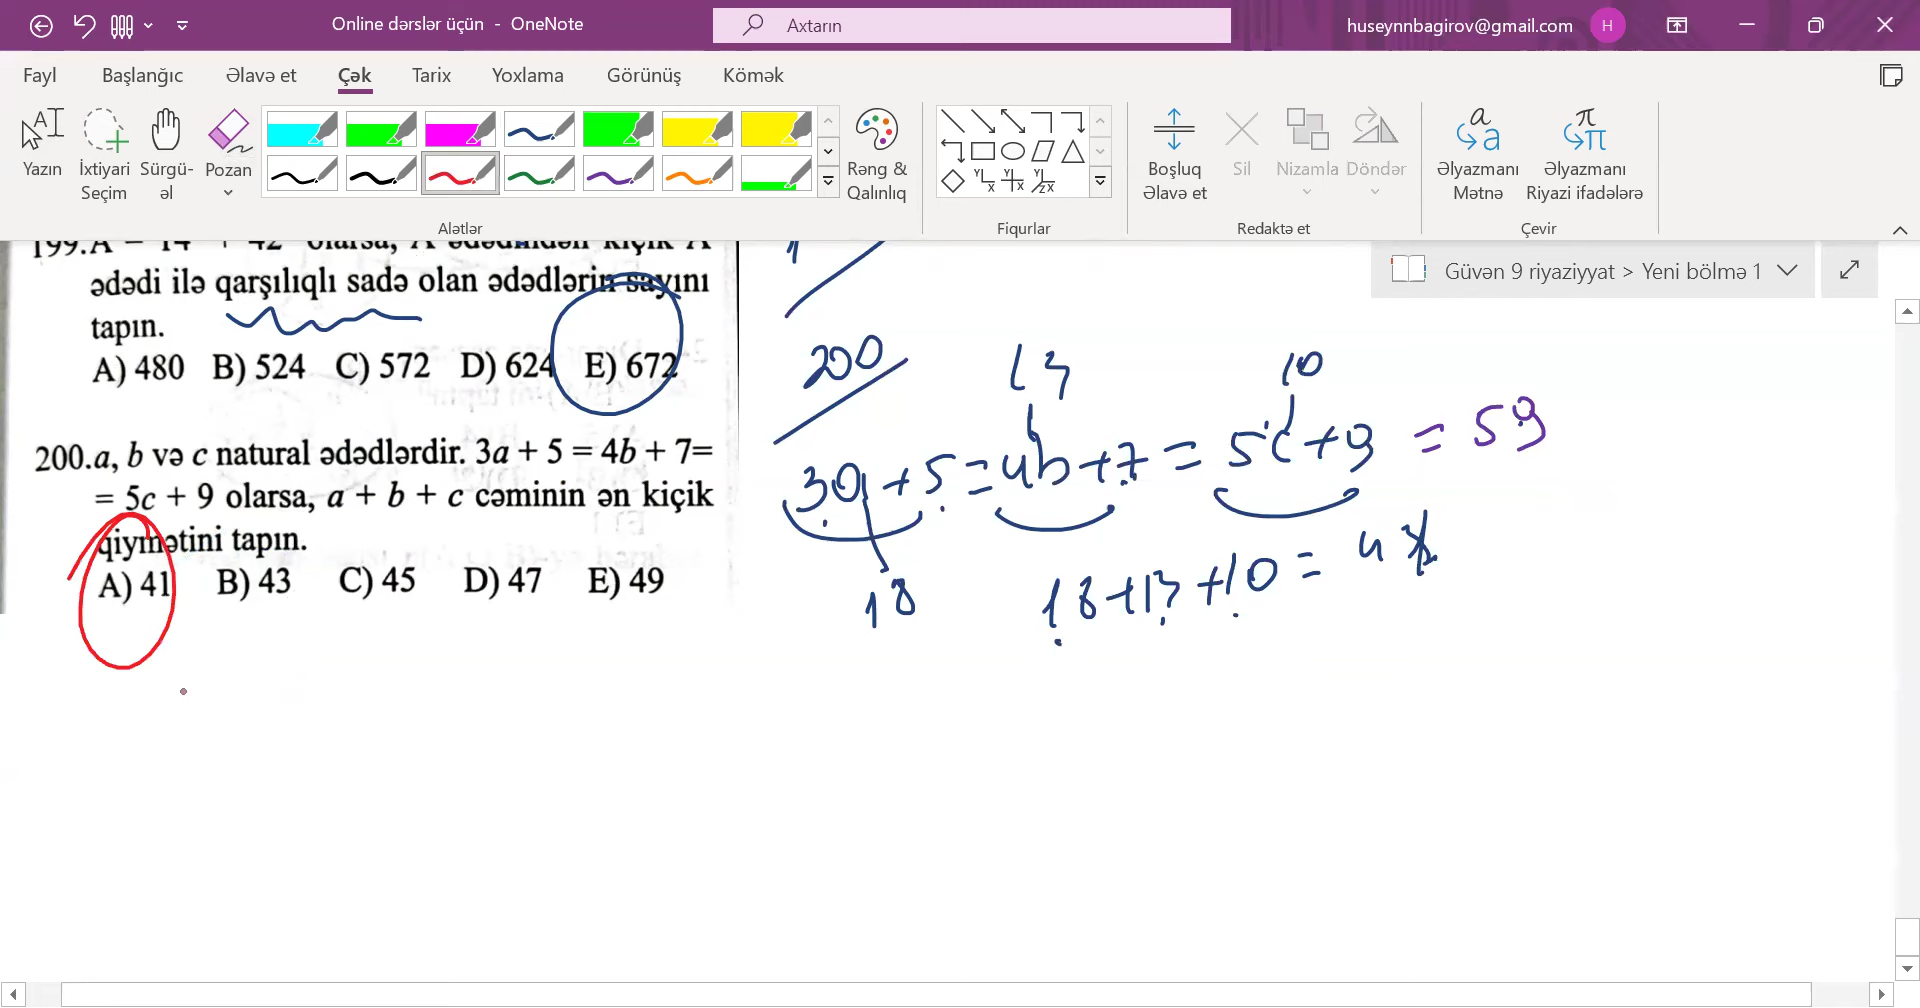 Online dərslər üçün - OneNote
Axtarın
huseynnbagirov@gmail.com
H
Fayl Başlanğıc Əlavə et Çək Tarix Yoxlama Görünüş Kömək
Yazın
İxtiyari Seçim
Sürgü-əl
Pozan
Rəng & Qalınlıq
Boşluq Əlavə et
Sil
Nizamla
Döndər
Əlyazmanı Mətnə
Əlyazmanı Riyazi ifadələrə
Alətlər Fiqurlar Redaktə et Çevir
Güvən 9 riyaziyyat > Yeni bölmə 1
ədədi ilə qarşılıqlı sadə olan ədədlərin sayını
tapın.
A) 480 B) 524 C) 572 D) 624 E) 672
200. a, b və c natural ədədlərdir. 3a + 5 = 4b + 7=
= 5c + 9 olarsa, a + b + c cəminin ən kiçik
qiymətini tapın.
A) 41 B) 43 C) 45 D) 47 E) 49
200
13
10
3a + 5 = 4b + 7 = 5c + 9 = 59
18
18 + 13 + 10 = 41